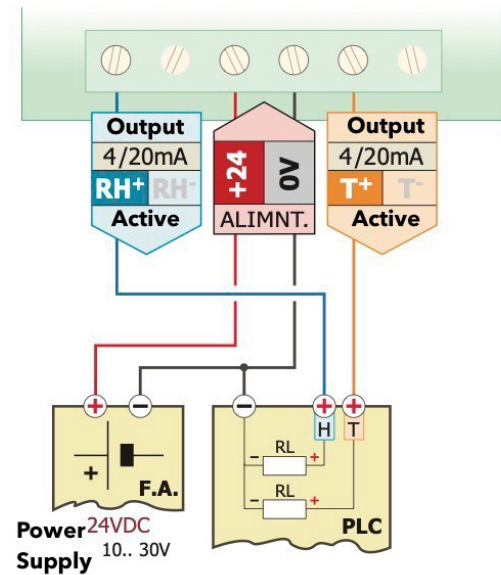 Output
4/20mA
RH+ RH-
Active
+24
0V
ALIMNT.
Output
4/20mA
T+ T-
Active
+ −
+
F.A.
Power 24VDC
Supply 10.. 30V
− + +
H T
RL
− +
RL
− +
PLC